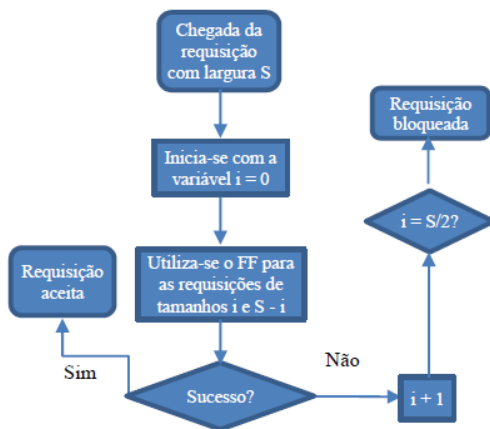 Chegada da
requisição
com largura S
Requisição
bloqueada
Inicia-se com a
variável i = 0
i = S/2?
Utiliza-se o FF para
as requisições de
tamanhos i e S - i
Requisição
aceita
Não
Sim
Sucesso?
i + 1